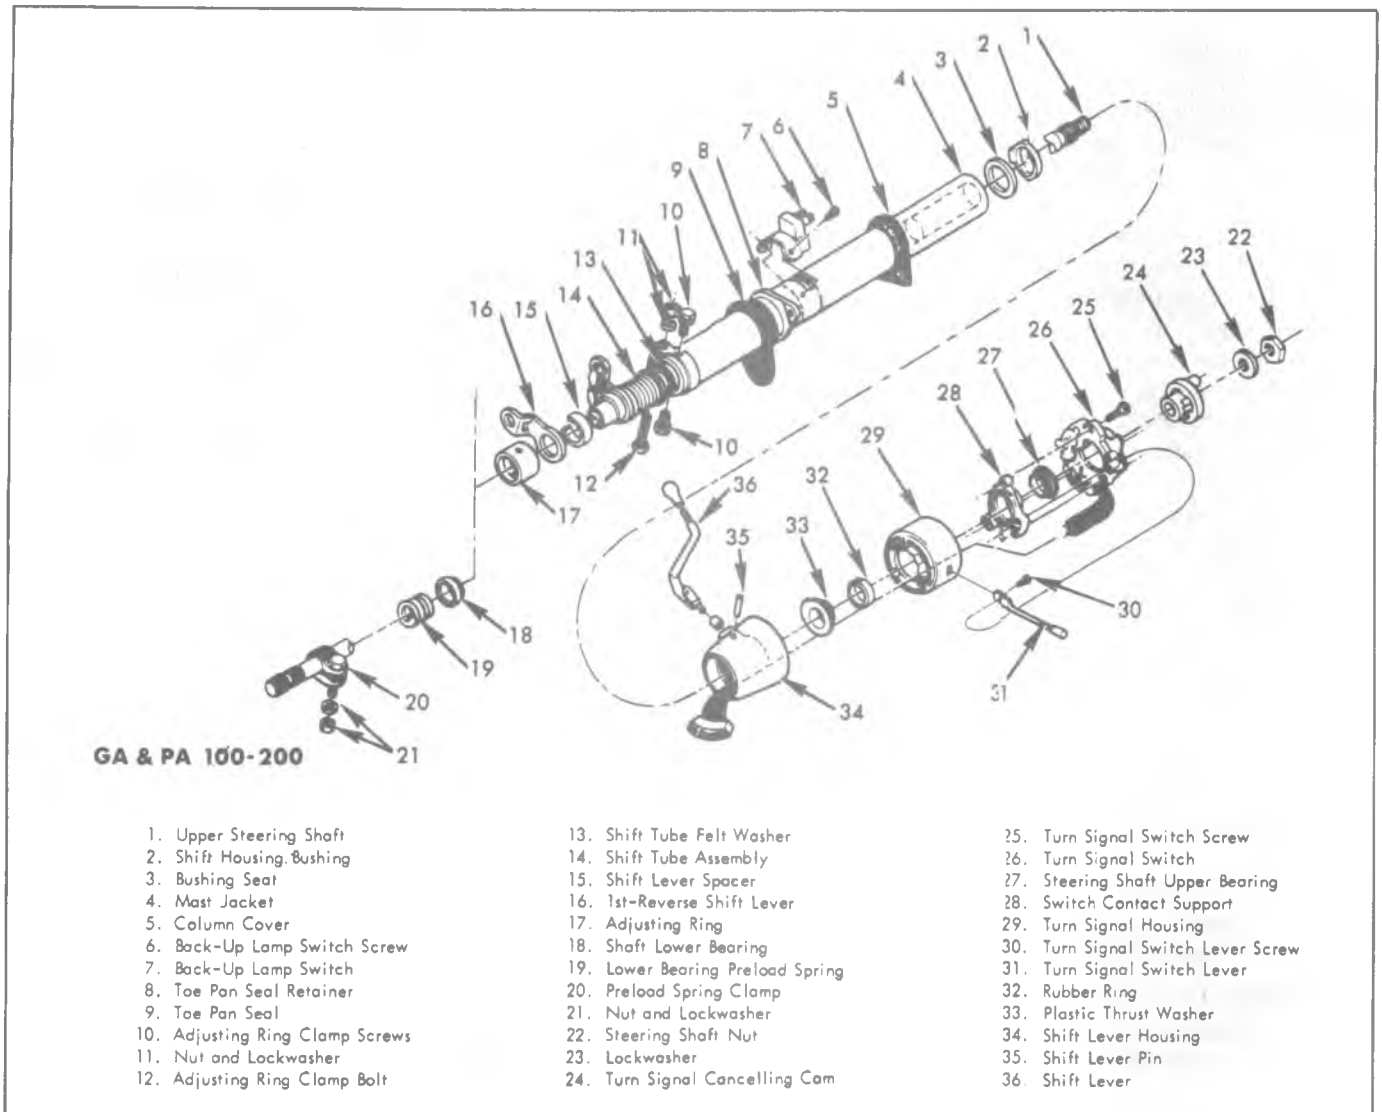 1
2
3
4
5
6
7
8
9
10
11
13
14
15
16
22
23
24
25
26
27
28
29
10
12
17
36
32
33
35
18
19
30
31
20
34
21
GA & PA 100-200
1. Upper Steering Shaft
2. Shift Housing Bushing
3. Bushing Seat
4. Mast Jacket
5. Column Cover
6. Back-Up Lamp Switch Screw
7. Back-Up Lamp Switch
8. Toe Pan Seal Retainer
9. Toe Pan Seal
10. Adjusting Ring Clamp Screws
11. Nut and Lockwasher
12. Adjusting Ring Clamp Bolt
13. Shift Tube Felt Washer
14. Shift Tube Assembly
15. Shift Lever Spacer
16. 1st-Reverse Shift Lever
17. Adjusting Ring
18. Shaft Lower Bearing
19. Lower Bearing Preload Spring
20. Preload Spring Clamp
21. Nut and Lockwasher
22. Steering Shaft Nut
23. Lockwasher
24. Turn Signal Cancelling Cam
25. Turn Signal Switch Screw
26. Turn Signal Switch
27. Steering Shaft Upper Bearing
28. Switch Contact Support
29. Turn Signal Housing
30. Turn Signal Switch Lever Screw
31. Turn Signal Switch Lever
32. Rubber Ring
33. Plastic Thrust Washer
34. Shift Lever Housing
35. Shift Lever Pin
36. Shift Lever